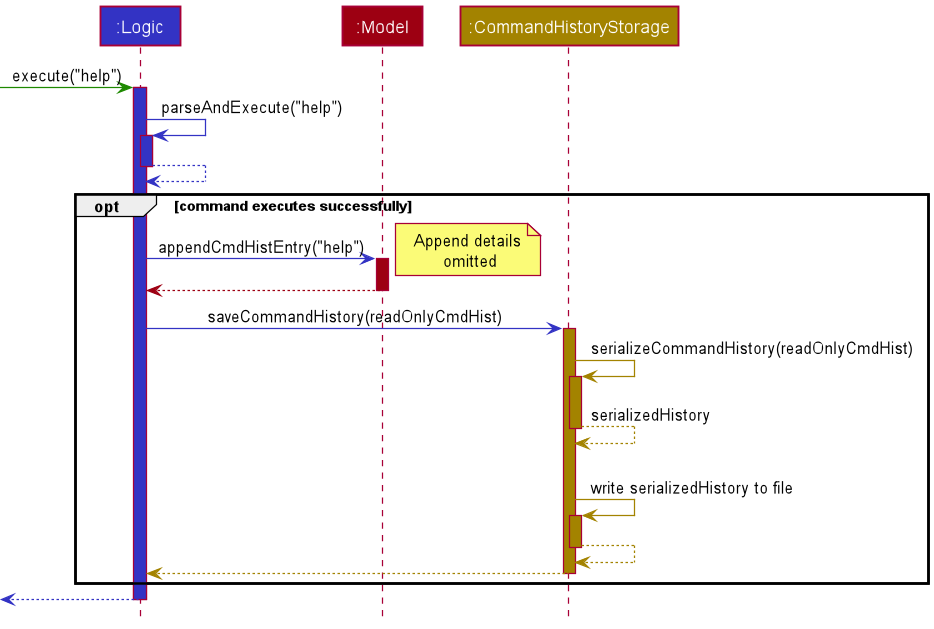 :Logic
:Model
:CommandHistoryStorage
execute("help")
parseAndExecute("help")
opt
[command executes successfully]
appendCmdHistEntry("help")
Append details
omitted
saveCommandHistory(readOnlyCmdHist)
serializeCommandHistory(readOnlyCmdHist)
serializedHistory
write serializedHistory to file